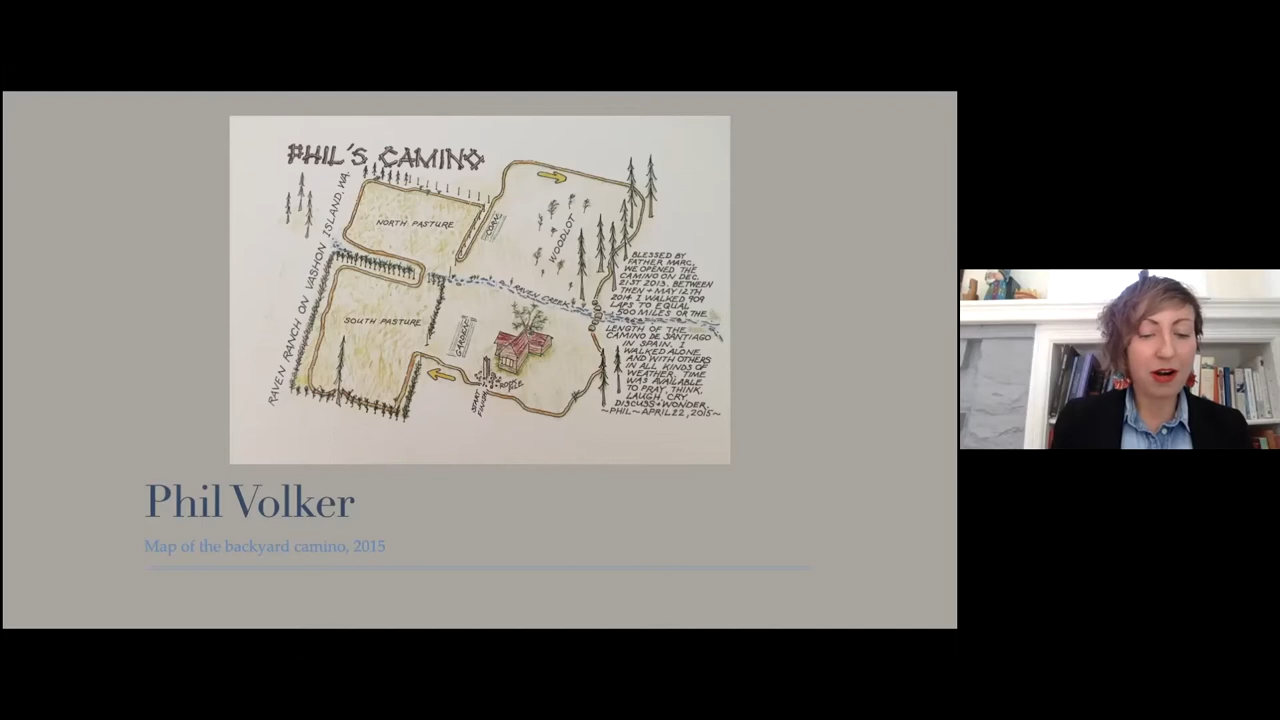 PHIL'S CAMINO
RAVEN RANCH ON VASHON ISLAND, WA.
NORTH PASTURE
WOODLOT
RAVEN CREEK
SOUTH PASTURE
GARDEN
START
FINISH
BLESSED BY
FATHER MARC,
WE OPENED THE
CAMINO ON DEC.
21ST 2013. BETWEEN
THEN + MAY 12TH
2014 I WALKED 909
LAPS TO EQUAL
500 MILES OR THE
LENGTH OF THE
CAMINO DE SANTIAGO
IN SPAIN. I
WALKED ALONE
AND WITH OTHERS
IN ALL KINDS OF
WEATHER. TIME
WAS AVAILABLE
TO PRAY, THINK,
LAUGH, CRY,
DISCUSS + WONDER.
~PHIL~APRIL 22, 2015~
Phil Volker
Map of the backyard camino, 2015